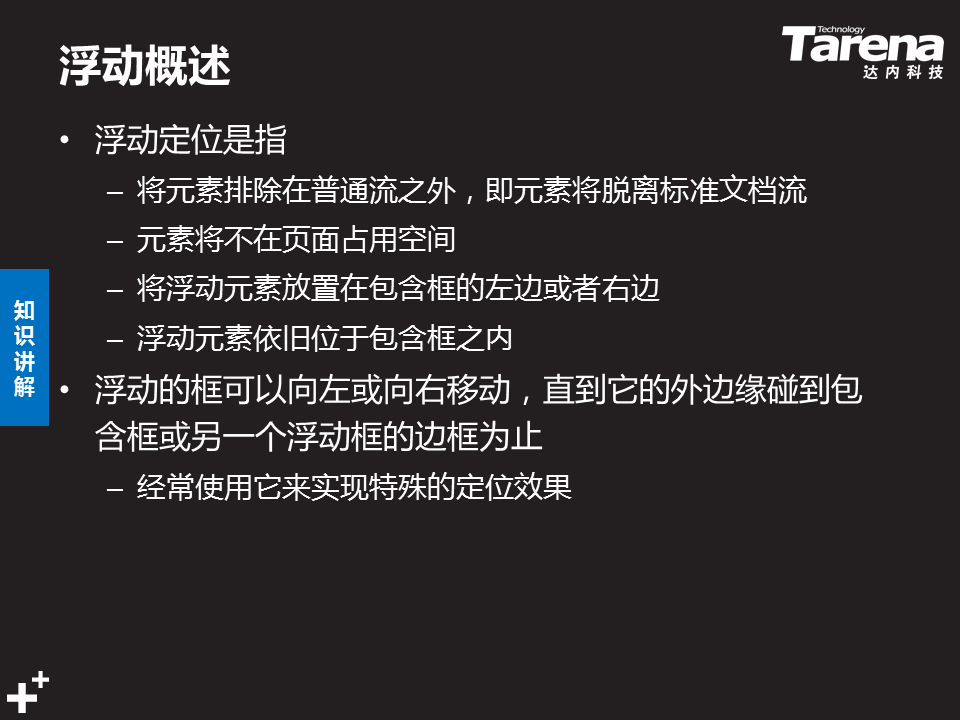 浮动概述
Technology
Tarena
达内科技
• 浮动定位是指
– 将元素排除在普通流之外，即元素将脱离标准文档流
– 元素将不在页面占用空间
– 将浮动元素放置在包含框的左边或者右边
– 浮动元素依旧位于包含框之内
知识讲解
• 浮动的框可以向左或向右移动，直到它的外边缘碰到包
含框或另一个浮动框的边框为止
– 经常使用它来实现特殊的定位效果